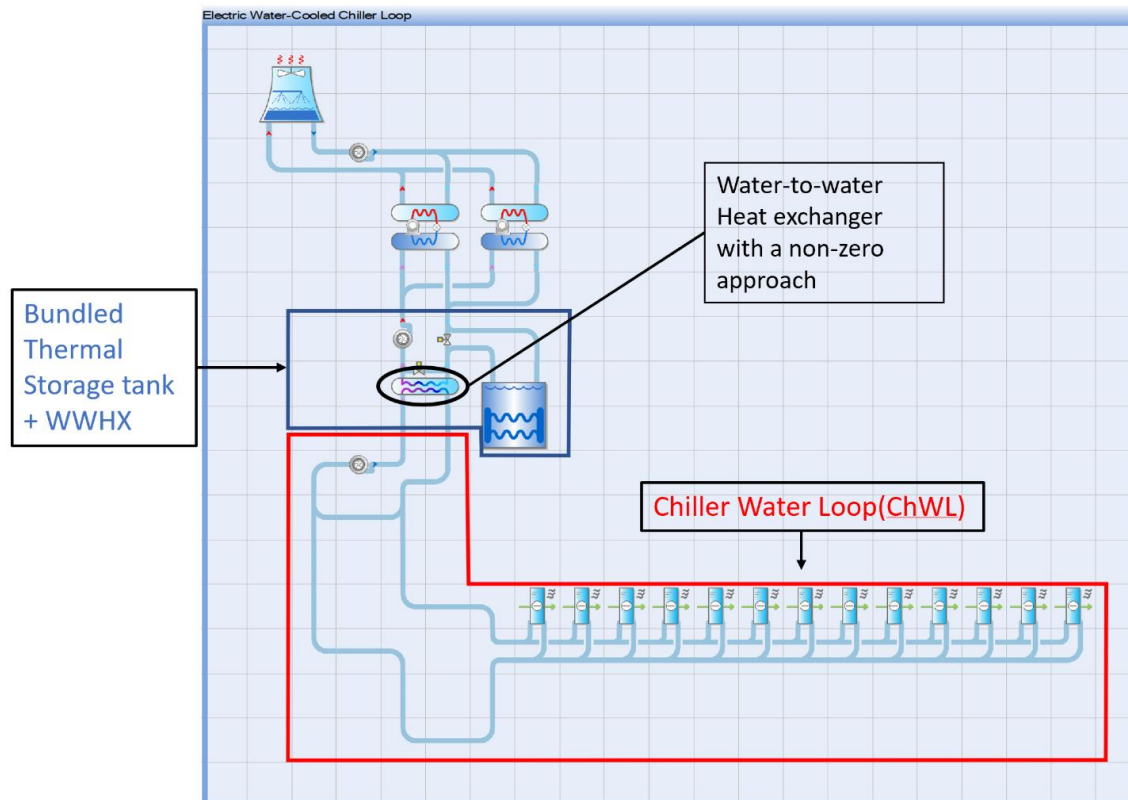 Electric Water-Cooled Chiller Loop
Water-to-water
Heat exchanger
with a non-zero
approach
Bundled
Thermal
Storage tank
+ WWHX
Chiller Water Loop(ChWL)